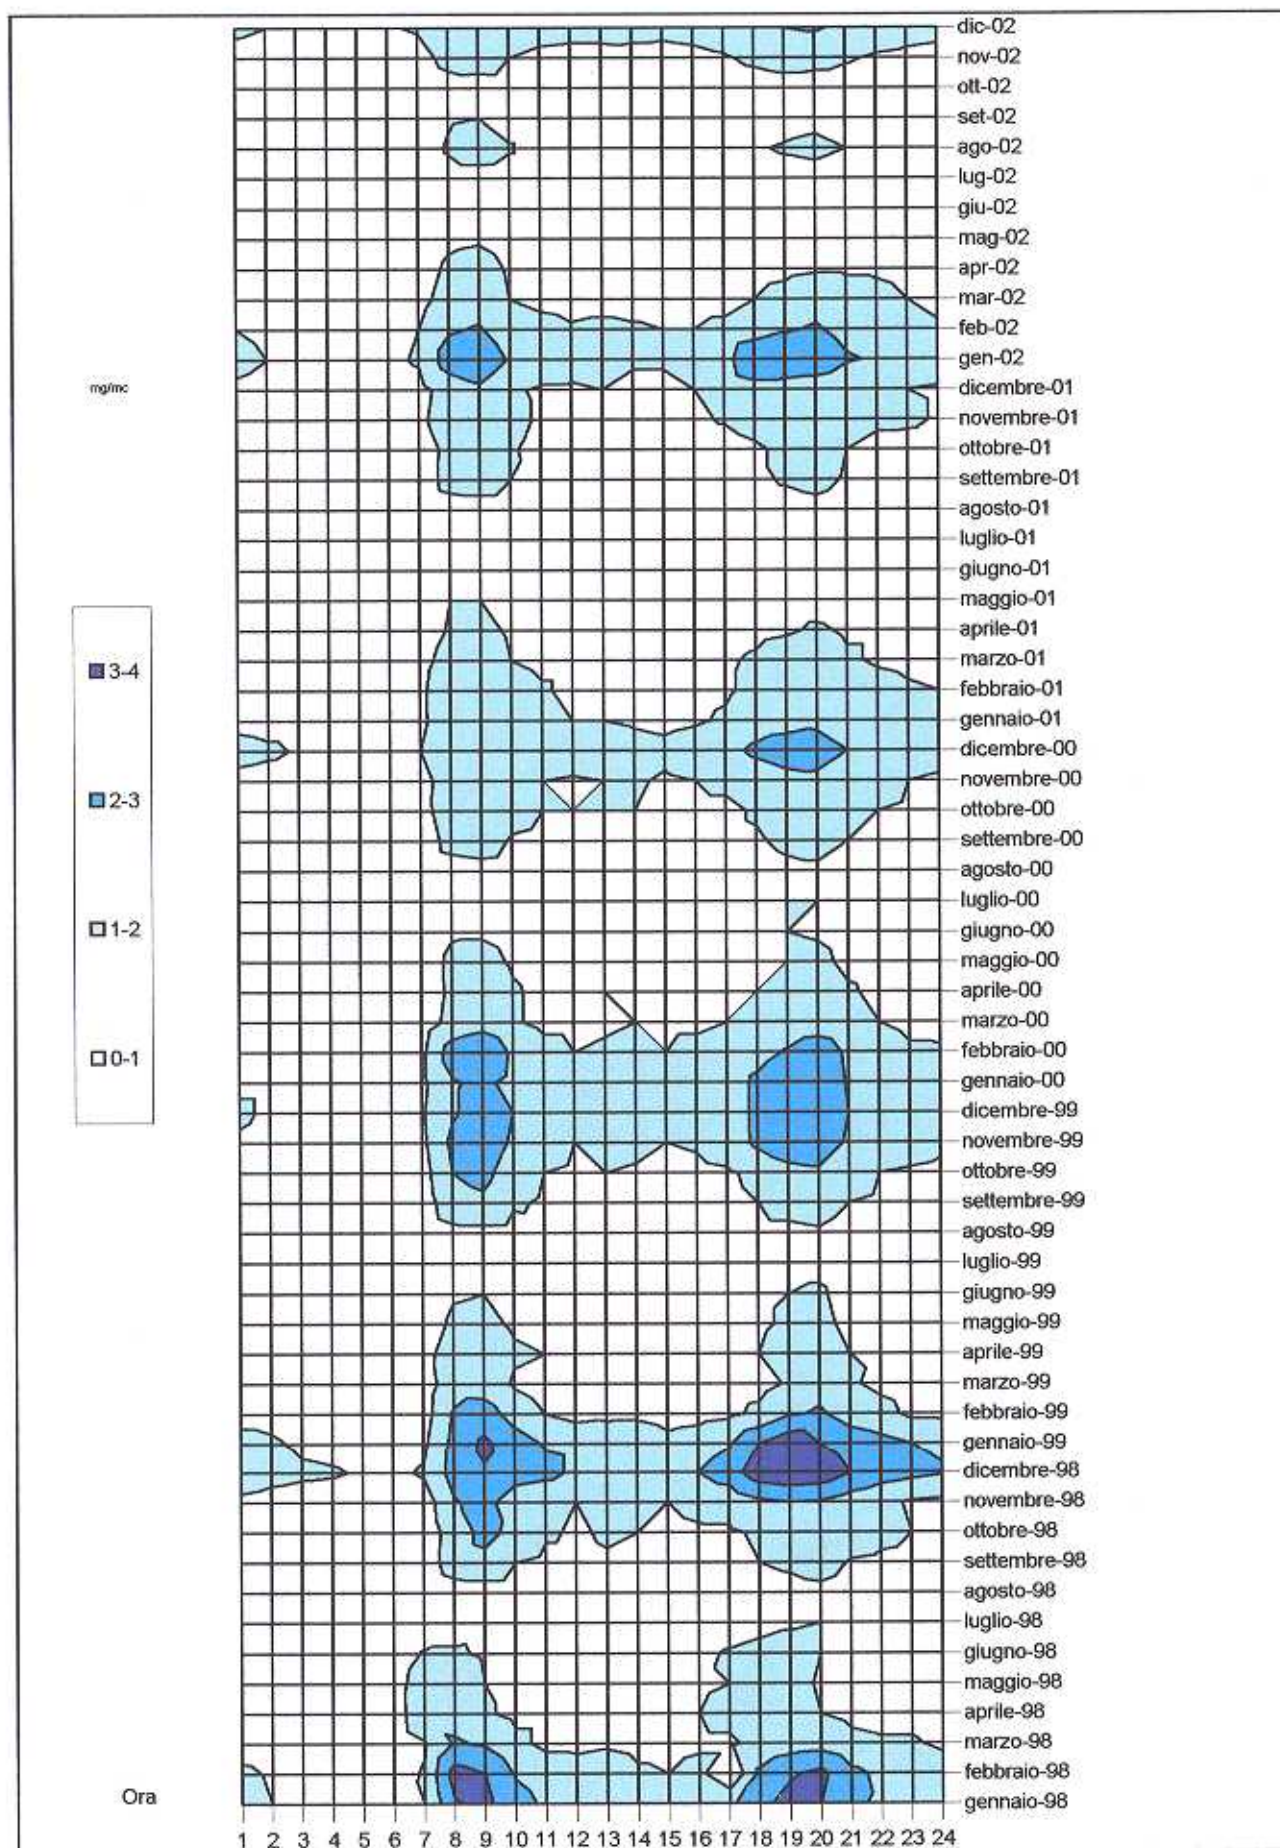 dic-02
nov-02
ott-02
set-02
ago-02
lug-02
giu-02
mag-02
apr-02
mar-02
feb-02
gen-02
mg/mc
dicembre-01
novembre-01
ottobre-01
settembre-01
agosto-01
luglio-01
giugno-01
maggio-01
aprile-01
3-4
marzo-01
febbraio-01
gennaio-01
dicembre-00
2-3
novembre-00
ottobre-00
settembre-00
agosto-00
luglio-00
1-2
giugno-00
maggio-00
aprile-00
marzo-00
febbraio-00
0-1
gennaio-00
dicembre-99
novembre-99
ottobre-99
settembre-99
agosto-99
luglio-99
giugno-99
maggio-99
aprile-99
marzo-99
febbraio-99
gennaio-99
dicembre-98
novembre-98
ottobre-98
settembre-98
agosto-98
luglio-98
giugno-98
maggio-98
aprile-98
marzo-98
febbraio-98
Ora
gennaio-98
1 2 3 4 5 6 7 8 9 10 11 12 13 14 15 16 17 18 19 20 21 22 23 24